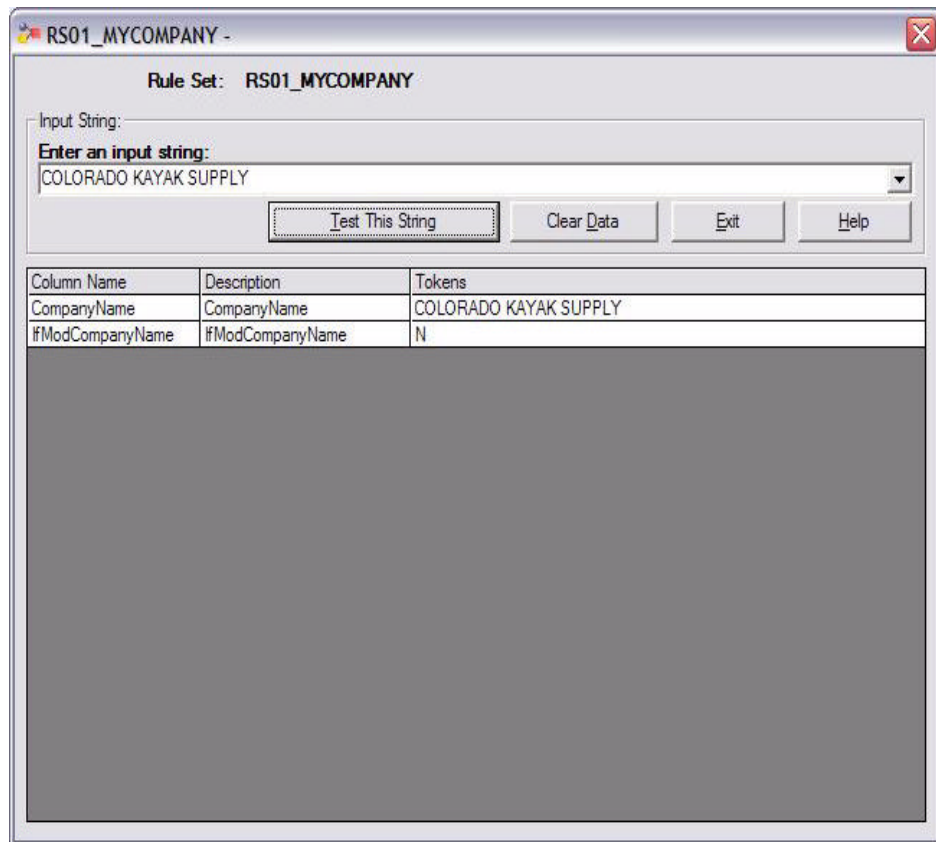 RS01_MYCOMPANY -
Rule Set: RS01_MYCOMPANY
Input String:
Enter an input string:
COLORADO KAYAK SUPPLY
Test This String Clear Data Exit Help
Column Name Description Tokens
CompanyName CompanyName COLORADO KAYAK SUPPLY
IfModCompanyName IfModCompanyName N